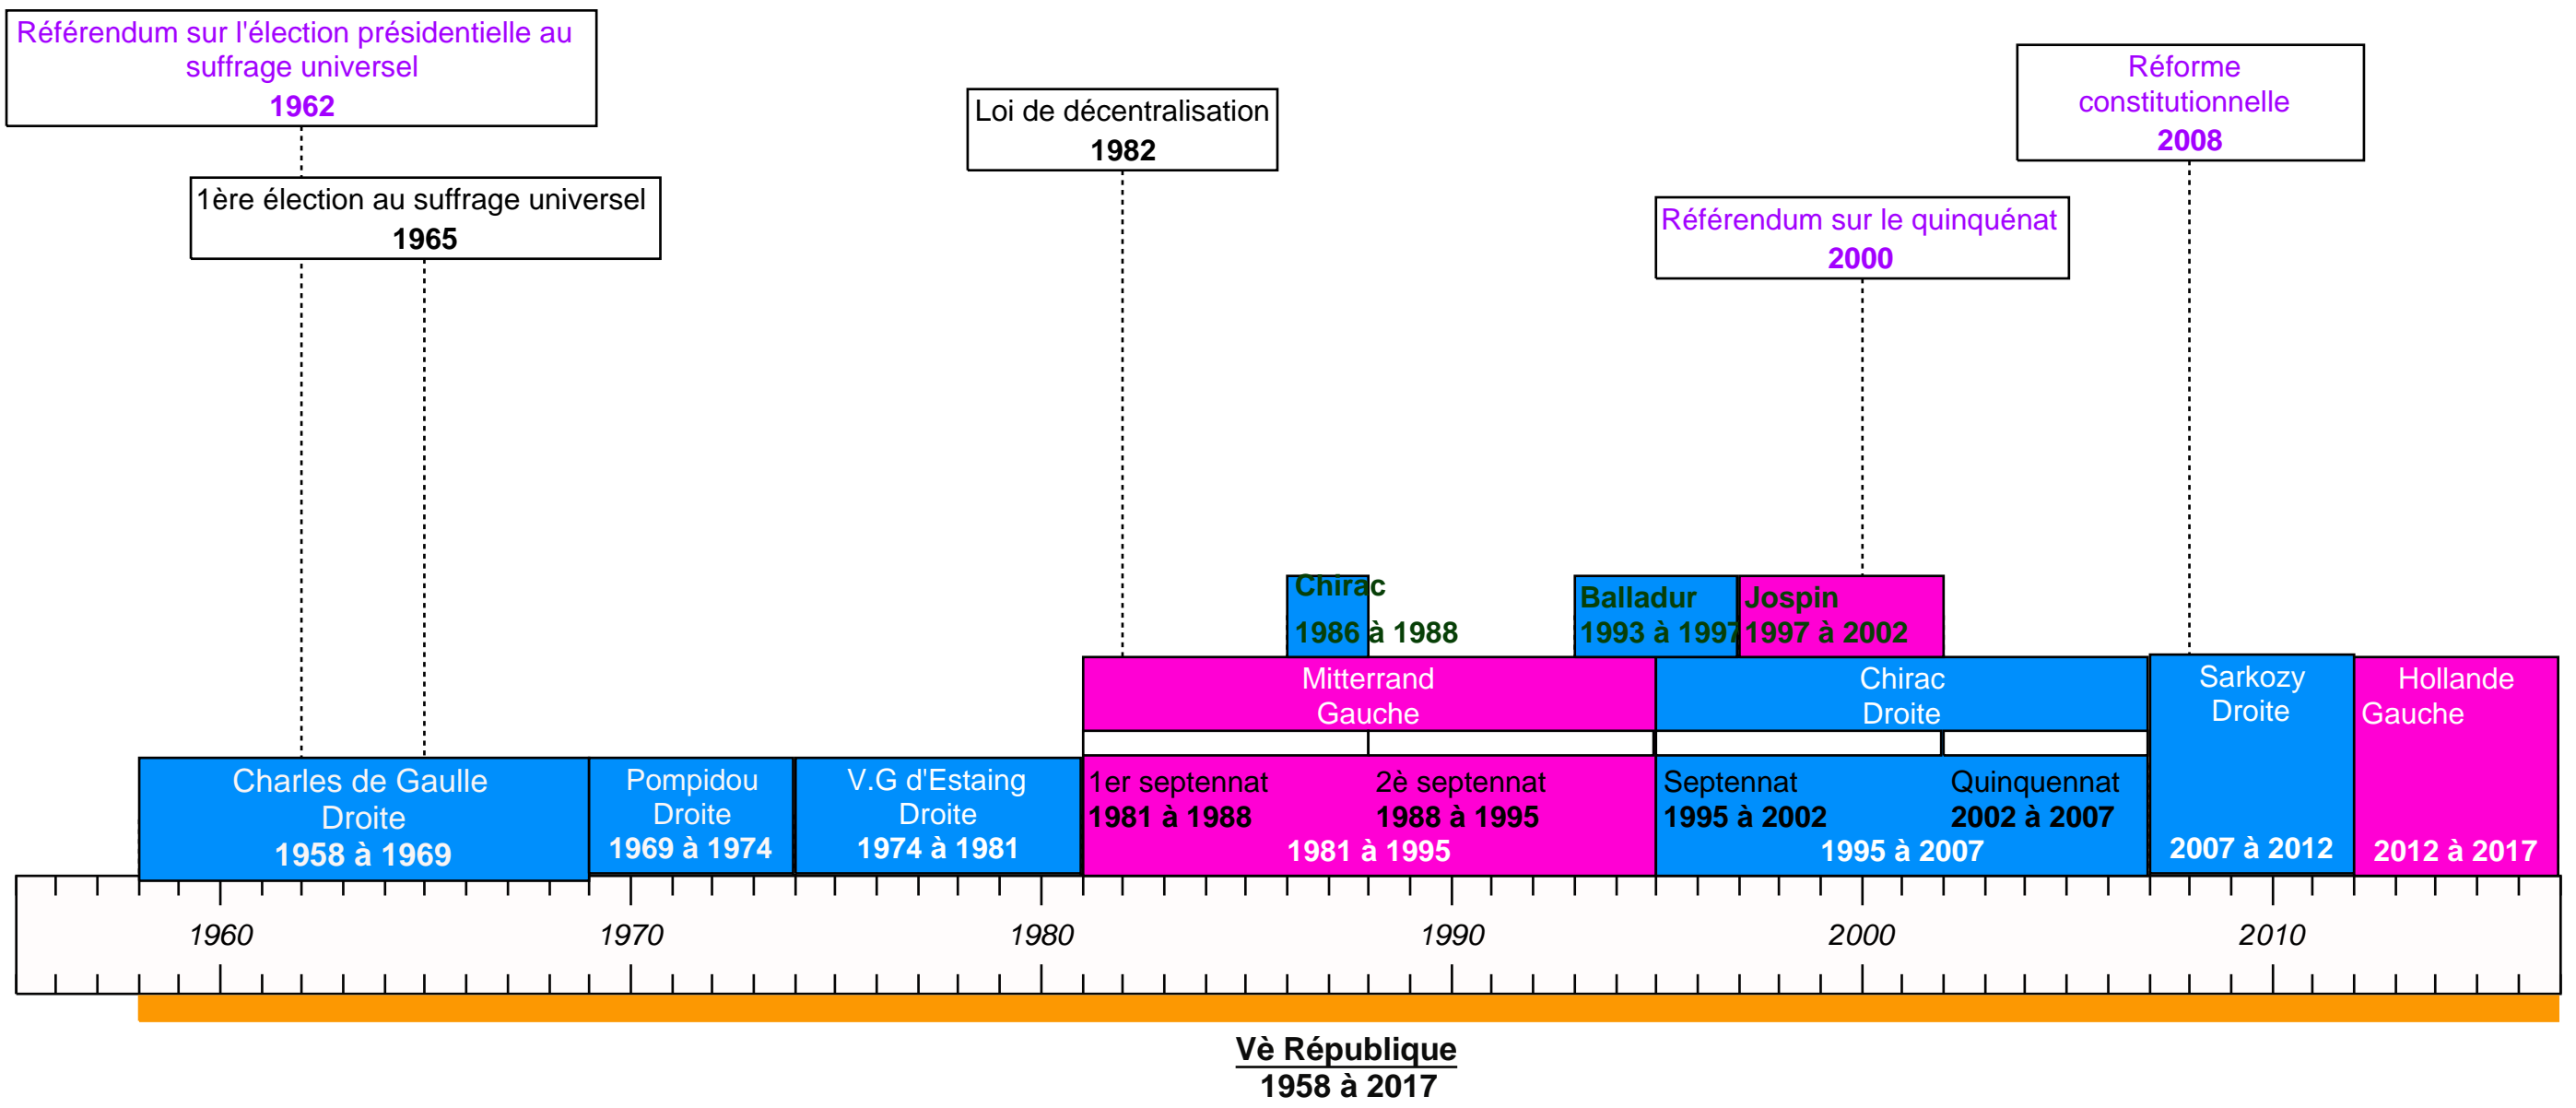 Référendum sur l'élection présidentielle au
suffrage universel
1962
1ère élection au suffrage universel
1965
Loi de décentralisation
1982
Référendum sur le quinquénat
2000
Réforme
constitutionnelle
2008
Chirac
1986 à 1988
Balladur
1993 à 1997
Jospin
1997 à 2002
Charles de Gaulle
Droite
1958 à 1969
Pompidou
Droite
1969 à 1974
V.G d'Estaing
Droite
1974 à 1981
Mitterrand
Gauche
1er septennat
1981 à 1988
2è septennat
1988 à 1995
1981 à 1995
Chirac
Droite
Septennat
1995 à 2002
Quinquennat
2002 à 2007
1995 à 2007
Sarkozy
Droite
2007 à 2012
Hollande
Gauche
2012 à 2017
1960
1970
1980
1990
2000
2010
Vè République
1958 à 2017